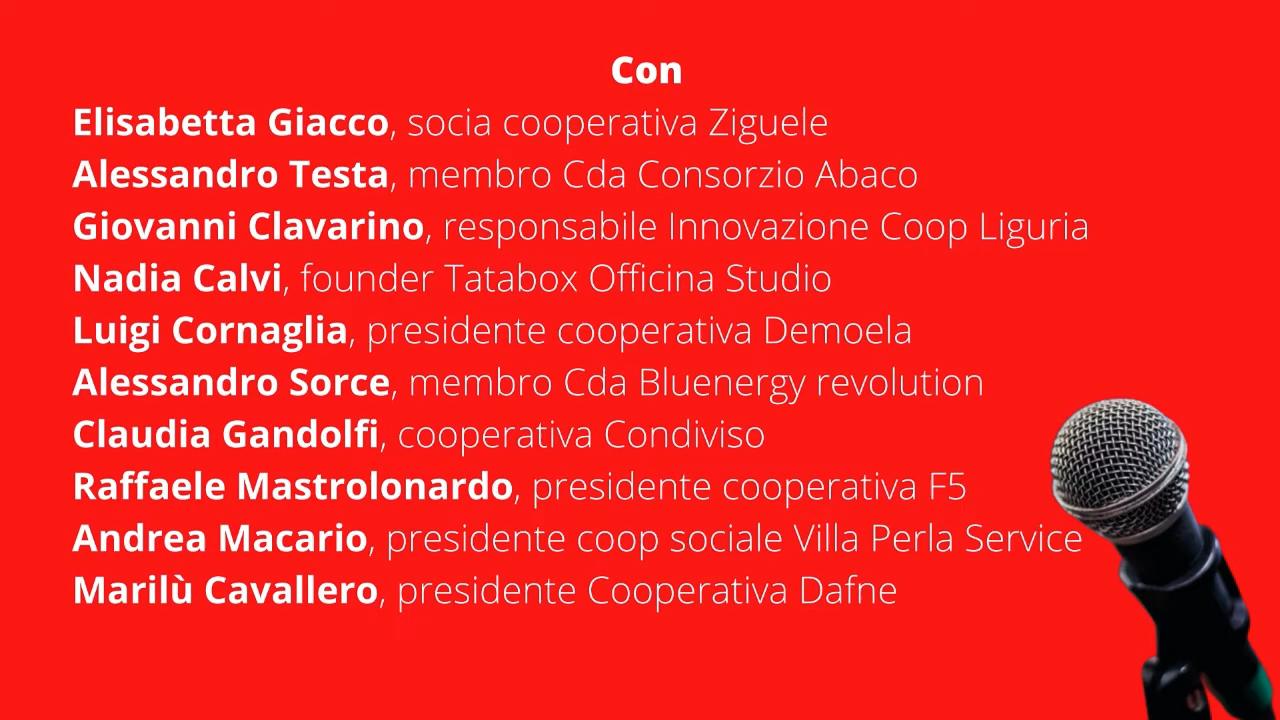 Con
Elisabetta Giacco, socia cooperativa Ziguele
Alessandro Testa, membro Cda Consorzio Abaco
Giovanni Clavarino, responsabile Innovazione Coop Liguria
Nadia Calvi, founder Tatabox Officina Studio
Luigi Cornaglia, presidente cooperativa Demoela
Alessandro Sorce, membro Cda Bluenergy revolution
Claudia Gandolfi, cooperativa Condiviso
Raffaele Mastrolonardo, presidente cooperativa F5
Andrea Macario, presidente coop sociale Villa Perla Service
Marilù Cavallero, presidente Cooperativa Dafne